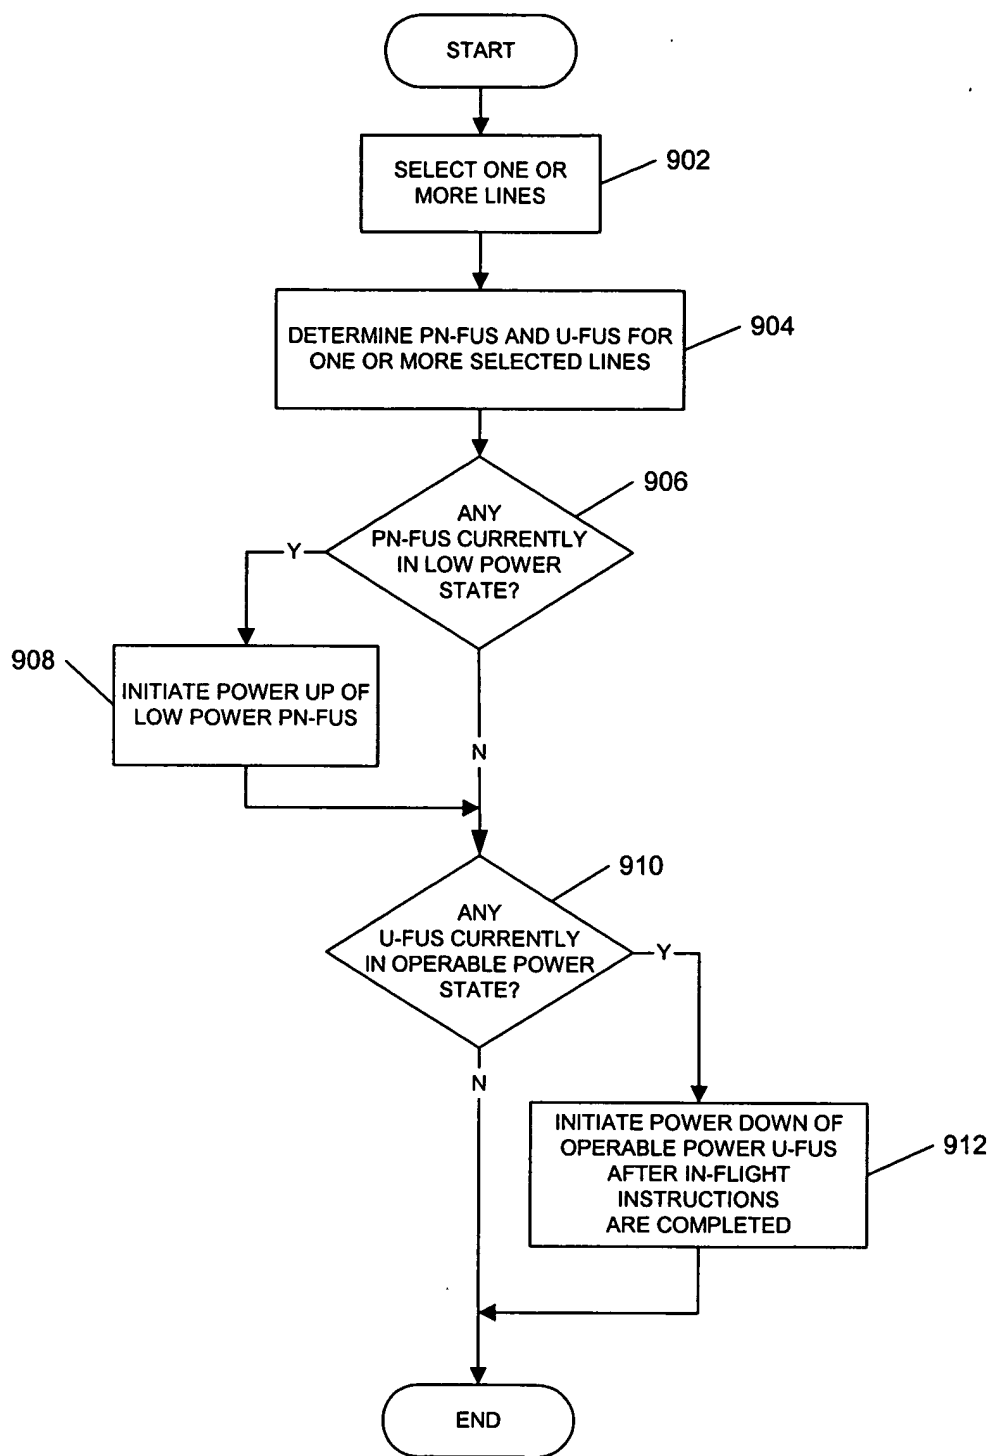 START
SELECT ONE OR
MORE LINES
902
DETERMINE PN-FUS AND U-FUS FOR
ONE OR MORE SELECTED LINES
904
ANY
PN-FUS CURRENTLY
IN LOW POWER
STATE?
906
Y
N
908
INITIATE POWER UP OF
LOW POWER PN-FUS
ANY
U-FUS CURRENTLY
IN OPERABLE POWER
STATE?
910
Y
N
INITIATE POWER DOWN OF
OPERABLE POWER U-FUS
AFTER IN-FLIGHT
INSTRUCTIONS
ARE COMPLETED
912
END